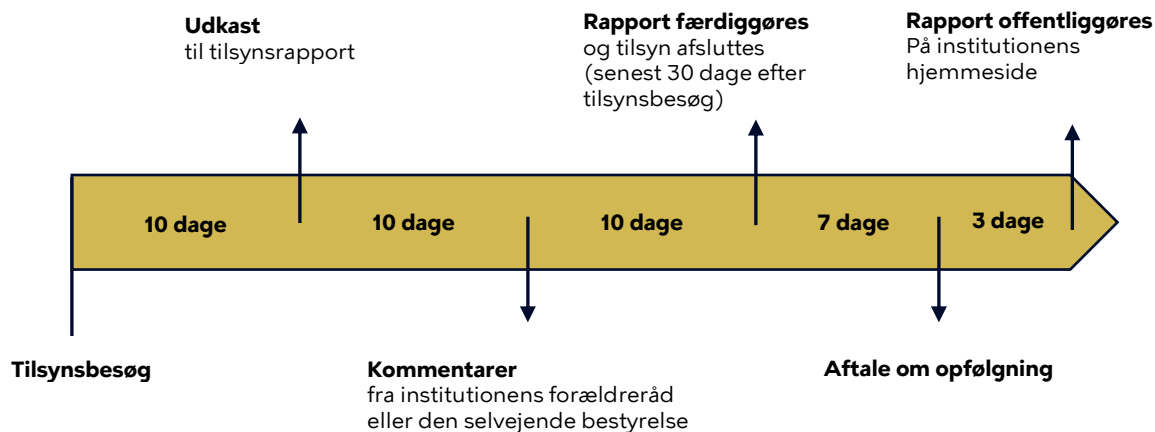 Udkast
til tilsynsrapport
Rapport færdiggøres
og tilsyn afsluttes
(senest 30 dage efter
tilsynsbesøg)
Rapport offentliggøres
På institutionens
hjemmeside
10 dage
10 dage
10 dage
7 dage
3 dage
Tilsynsbesøg
Kommentarer
fra institutionens forældreråd
eller den selvejende bestyrelse
Aftale om opfølgning